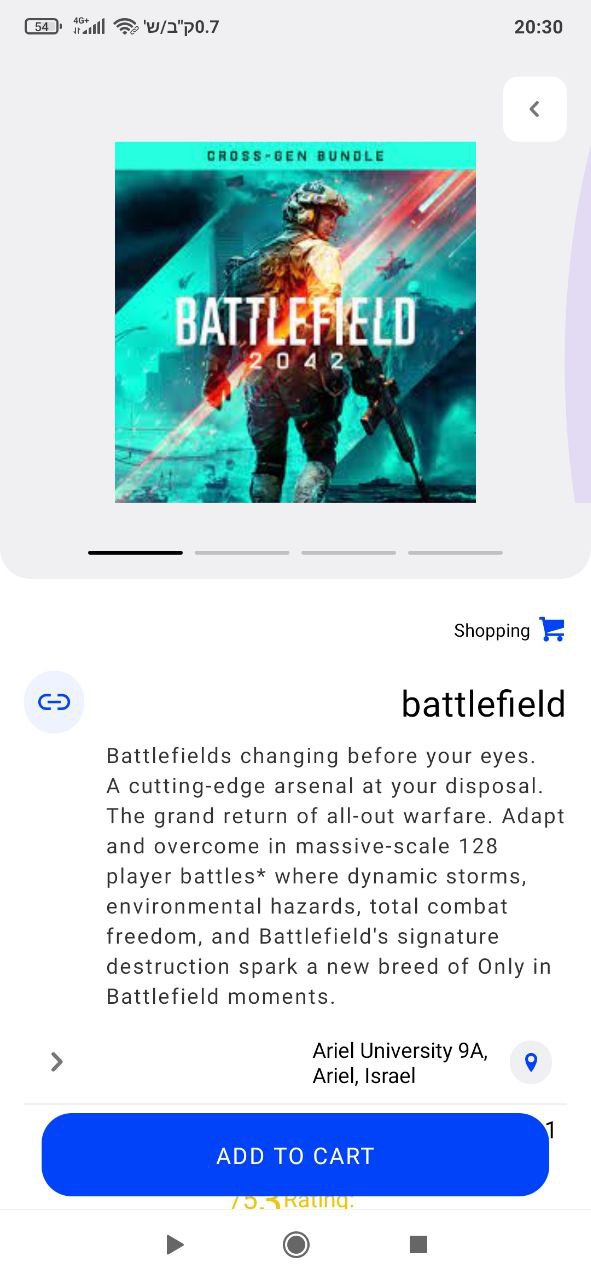 54 4G+ 0.7ק"ב/ש' 20:30
CROSS-GEN BUNDLE
BATTLEFIELD
2042
Shopping
battlefield
Battlefields changing before your eyes.
A cutting-edge arsenal at your disposal.
The grand return of all-out warfare. Adapt
and overcome in massive-scale 128
player battles* where dynamic storms,
environmental hazards, total combat
freedom, and Battlefield's signature
destruction spark a new breed of Only in
Battlefield moments.
Ariel University 9A,
Ariel, Israel
1
ADD TO CART
Rating: